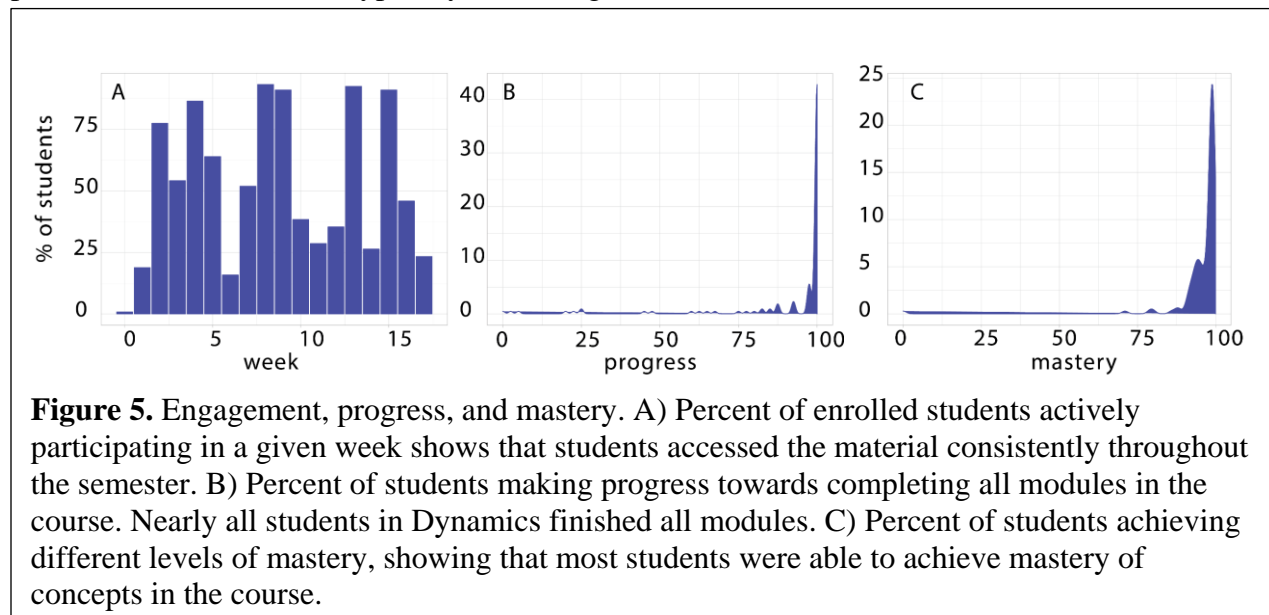 A
B
C
% of students
75
50
25
0
0 5 10 15
week
40
30
20
10
0
0 25 50 75 100
progress
25
20
15
10
5
0
0 25 50 75 100
mastery
Figure 5. Engagement, progress, and mastery. A) Percent of enrolled students actively
participating in a given week shows that students accessed the material consistently throughout
the semester. B) Percent of students making progress towards completing all modules in the
course. Nearly all students in Dynamics finished all modules. C) Percent of students achieving
different levels of mastery, showing that most students were able to achieve mastery of
concepts in the course.